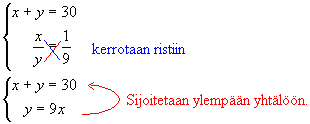 x + y = 30
x/y = 1/9 kerrotaan ristiin
x + y = 30
y = 9x Sijoitetaan ylempään yhtälöön.